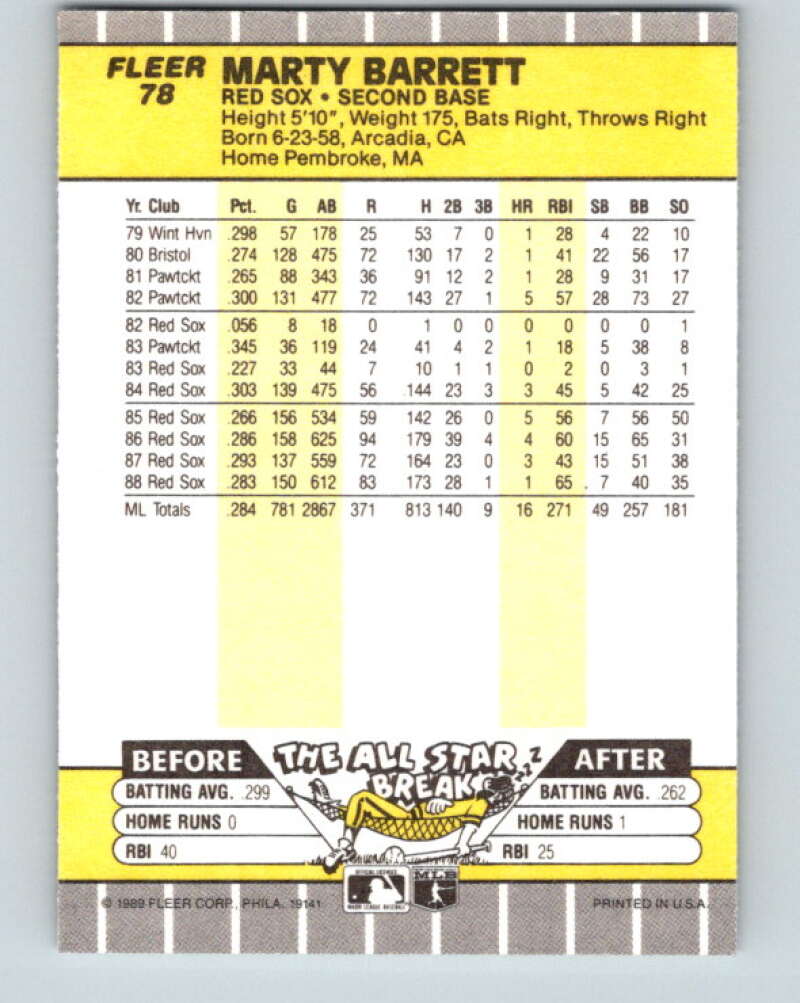 FLEER 78
MARTY BARRETT
RED SOX • SECOND BASE
Height 5'10", Weight 175, Bats Right, Throws Right
Born 6-23-58, Arcadia, CA
Home Pembroke, MA
Yr. Club Pct. G AB R H 2B 3B HR RBI SB BB SO
79 Wint Hvn .298 57 178 25 53 7 0 1 28 4 22 10
80 Bristol .274 128 475 72 130 17 2 1 41 22 56 17
81 Pawtckt .265 88 343 36 91 12 2 1 28 9 31 17
82 Pawtckt .300 131 477 72 143 27 1 5 57 28 73 27
82 Red Sox .056 8 18 0 1 0 0 0 0 0 0 1
83 Pawtckt .345 36 119 24 41 4 2 1 18 5 38 8
83 Red Sox .227 33 44 7 10 1 1 0 2 0 3 1
84 Red Sox .303 139 475 56 144 23 3 3 45 5 42 25
85 Red Sox .266 156 534 59 142 26 0 5 56 7 56 50
86 Red Sox .286 158 625 94 179 39 4 4 60 15 65 31
87 Red Sox .293 137 559 72 164 23 0 3 43 15 51 38
88 Red Sox .283 150 612 83 173 28 1 1 65 7 40 35
ML Totals .284 781 2867 371 813 140 9 16 271 49 257 181
BEFORE THE ALL STAR BREAK AFTER
ZZZ
BATTING AVG. .299 BATTING AVG. .262
HOME RUNS 0 HOME RUNS 1
RBI 40 RBI 25
OFFICIAL LICENSEE
MAJOR LEAGUE BASEBALL
MLB
© 1989 FLEER CORP., PHILA. 19141 PRINTED IN U.S.A.